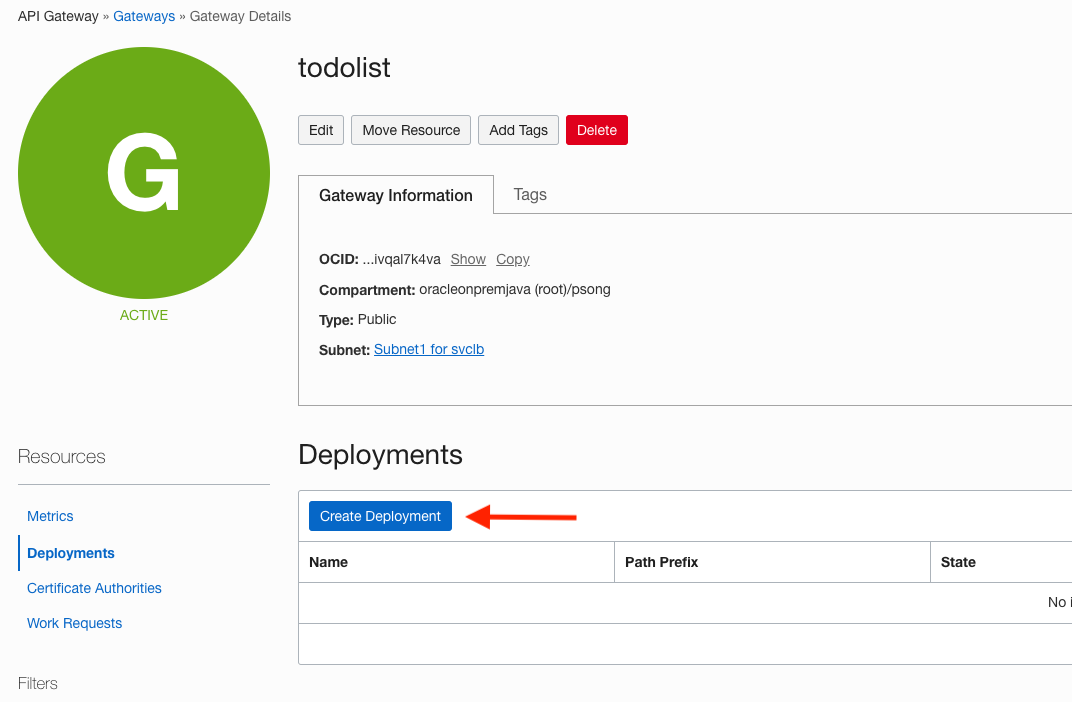 API Gateway » Gateways » Gateway Details
G
ACTIVE
todolist
Edit Move Resource Add Tags Delete
Gateway Information Tags
OCID: ...ivqal7k4va Show Copy
Compartment: oracleonpremjava (root)/psong
Type: Public
Subnet: Subnet1 for svclb
Resources
Metrics
Deployments
Certificate Authorities
Work Requests
Filters
Deployments
Create Deployment
Name Path Prefix State
No